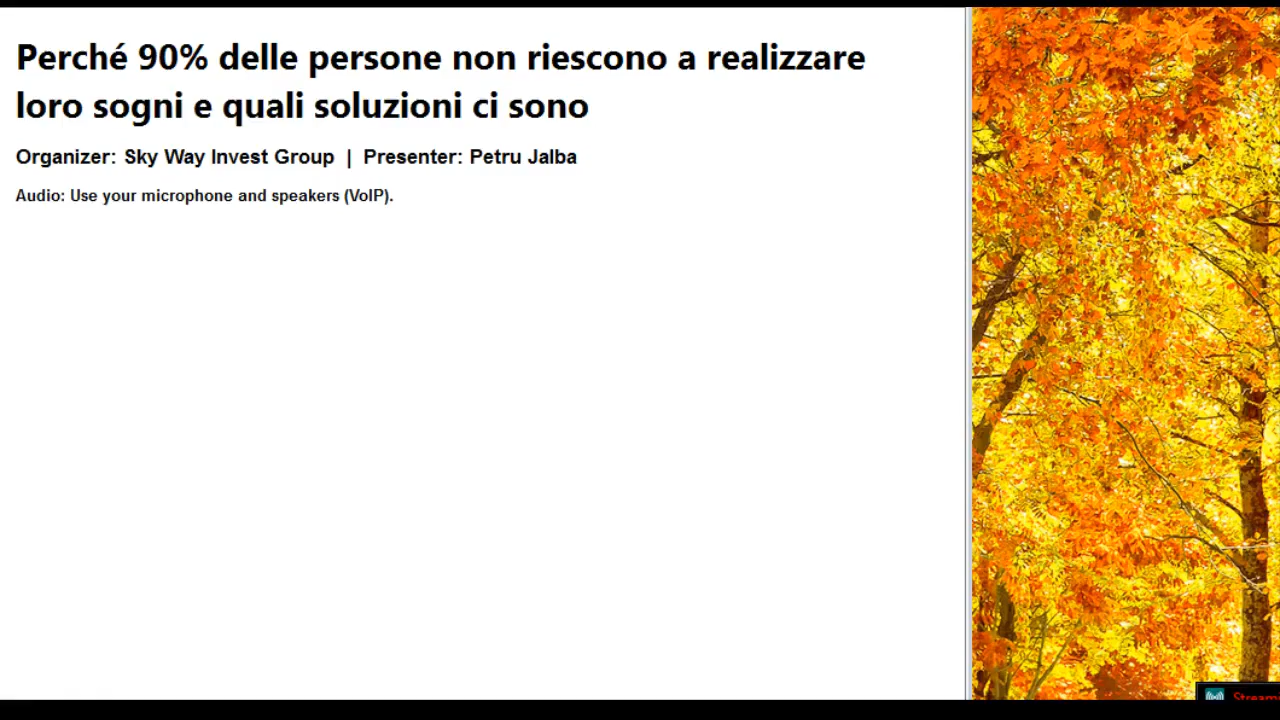 Perché 90% delle persone non riescono a realizzare
loro sogni e quali soluzioni ci sono
Organizer: Sky Way Invest Group | Presenter: Petru Jalba
Audio: Use your microphone and speakers (VoIP).